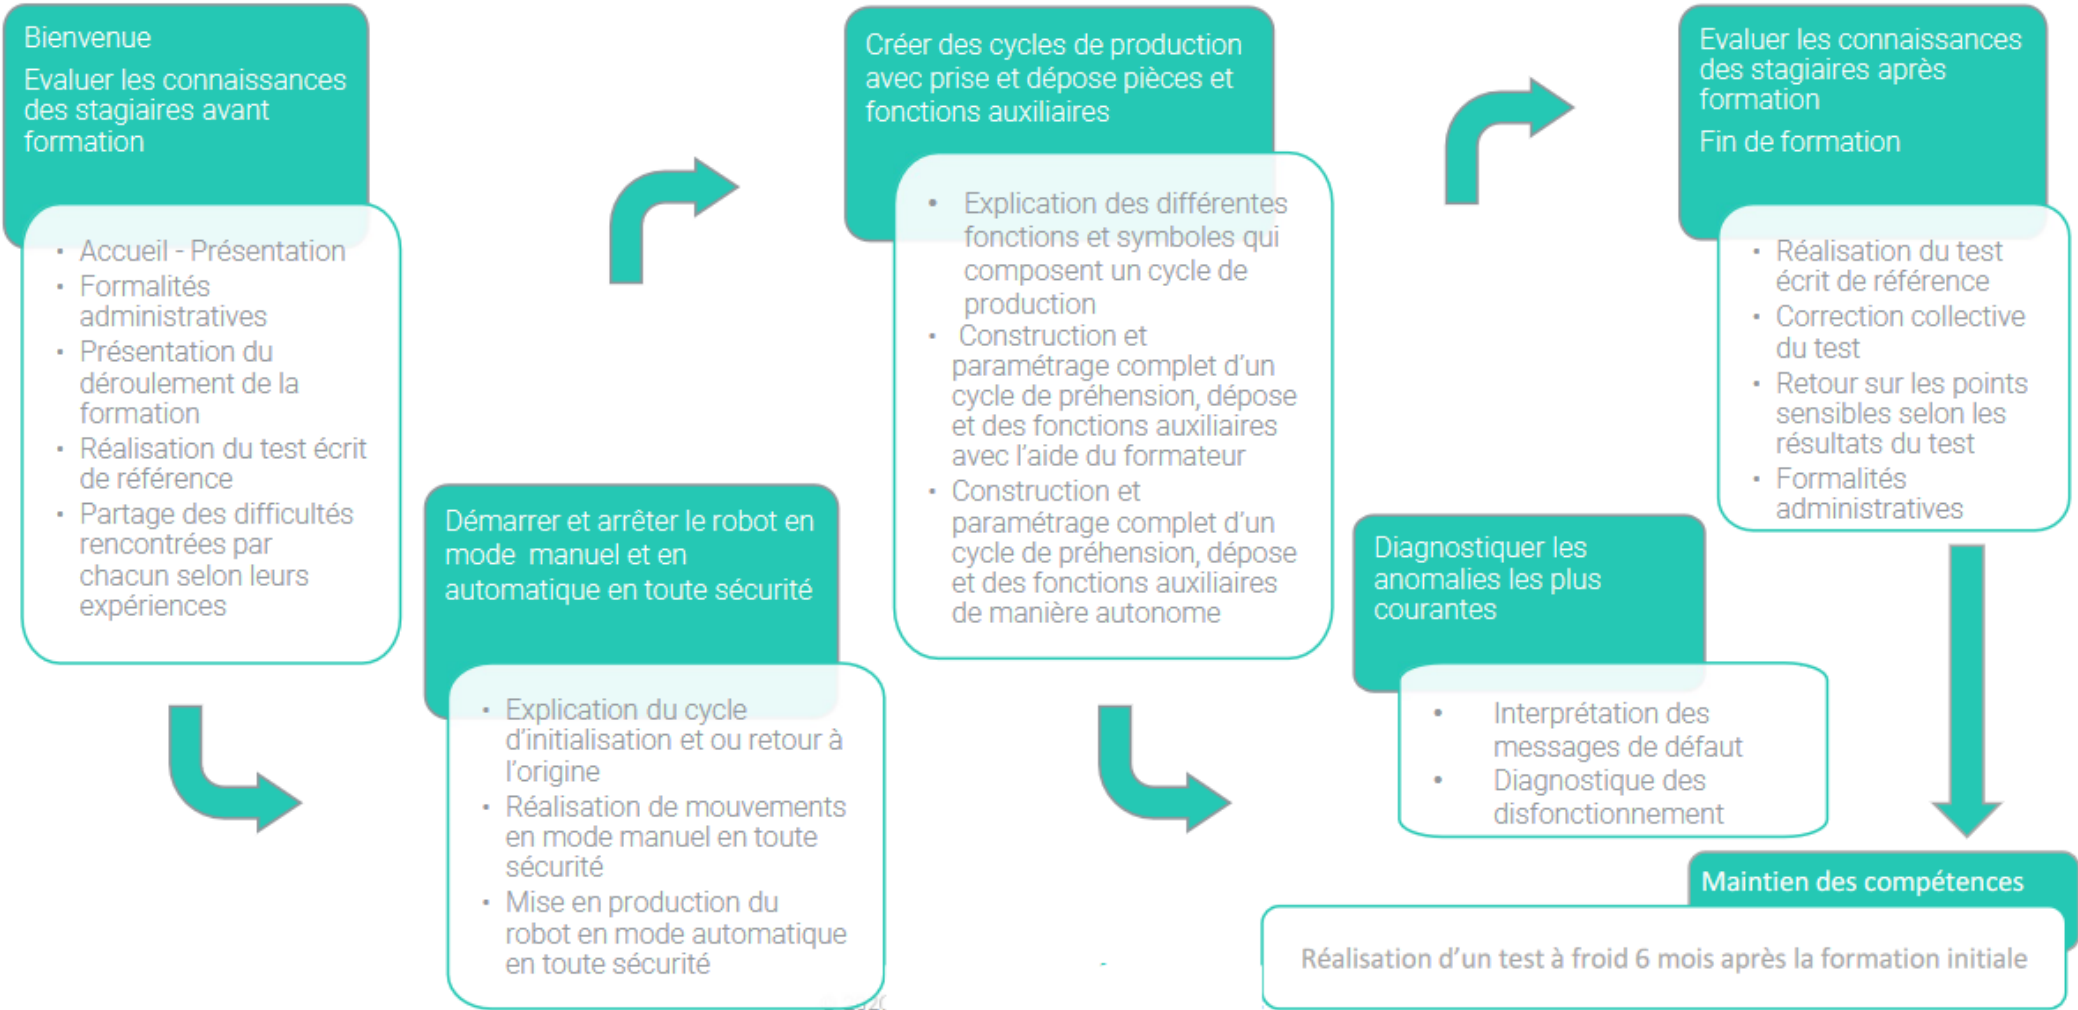 Bienvenue
Evaluer les connaissances
des stagiaires avant
formation
• Accueil - Présentation
• Formalités
administratives
• Présentation du
déroulement de la
formation
• Réalisation du test écrit
de référence
• Partage des difficultés
rencontrées par
chacun selon leurs
expériences
Démarrer et arrêter le robot en
mode manuel et en
automatique en toute sécurité
• Explication du cycle
d'initialisation et ou retour à
l'origine
• Réalisation de mouvements
en mode manuel en toute
sécurité
• Mise en production du
robot en mode automatique
en toute sécurité
Créer des cycles de production
avec prise et dépose pièces et
fonctions auxiliaires
• Explication des différentes
fonctions et symboles qui
composent un cycle de
production
• Construction et
paramétrage complet d'un
cycle de préhension, dépose
et des fonctions auxiliaires
avec l'aide du formateur
• Construction et
paramétrage complet d'un
cycle de préhension, dépose
et des fonctions auxiliaires
de manière autonome
Diagnostiquer les
anomalies les plus
courantes
• Interprétation des
messages de défaut
• Diagnostique des
disfonctionnement
Evaluer les connaissances
des stagiaires après
formation
Fin de formation
• Réalisation du test
écrit de référence
• Correction collective
du test
• Retour sur les points
sensibles selon les
résultats du test
• Formalités
administratives
Maintien des compétences
Réalisation d'un test à froid 6 mois après la formation initiale